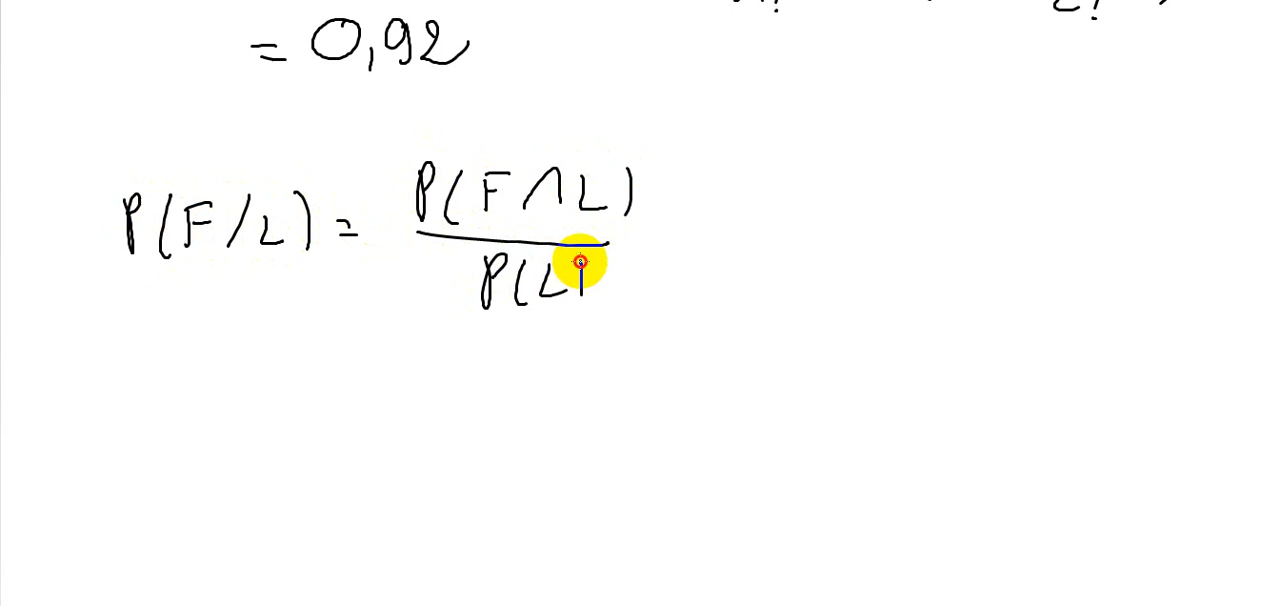 = 0,92
P(F/L) = P(F∩L)
P(L)